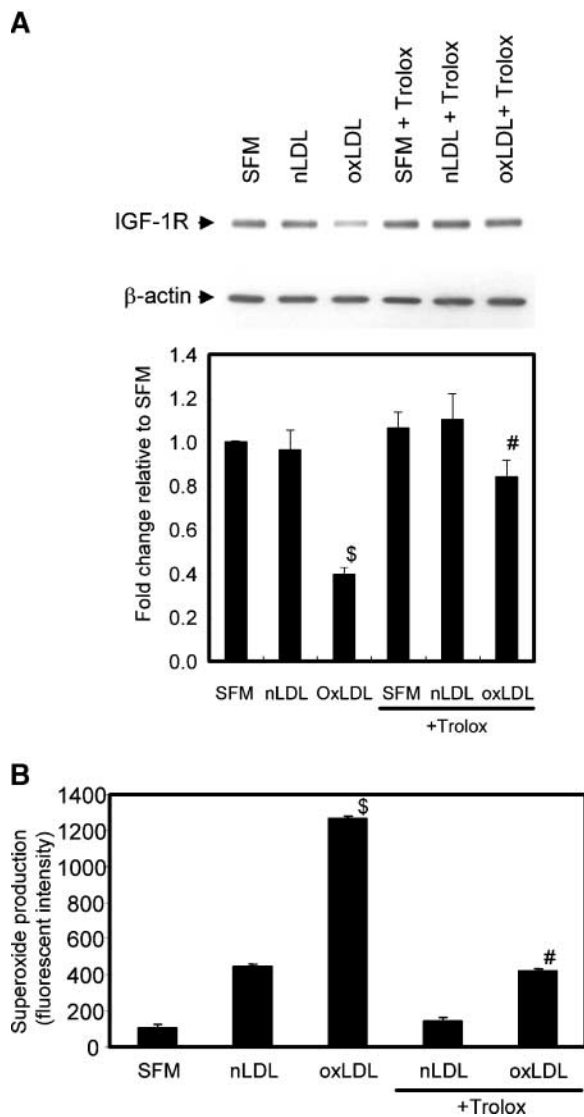 A
SFM
nLDL
oxLDL
SFM + Trolox
nLDL + Trolox
oxLDL+ Trolox
IGF-1R
β-actin
Fold change relative to SFM
1.4
1.2
1.0
0.8
0.6
0.4
0.2
0.0
$
#
SFM nLDL OxLDL SFM nLDL oxLDL
+Trolox
B
Superoxide production
(fluorescent intensity)
1400
1200
1000
800
600
400
200
0
$
#
SFM nLDL oxLDL nLDL oxLDL
+Trolox